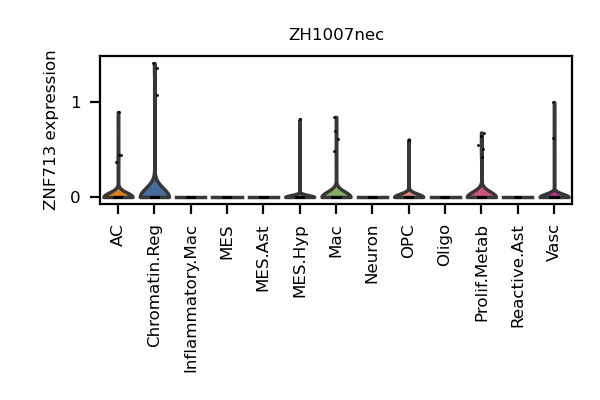 ZH1007nec
ZNF713 expression
1
0
AC
Chromatin.Reg
Inflammatory.Mac
MES
MES.Ast
MES.Hyp
Mac
Neuron
OPC
Oligo
Prolif.Metab
Reactive.Ast
Vasc